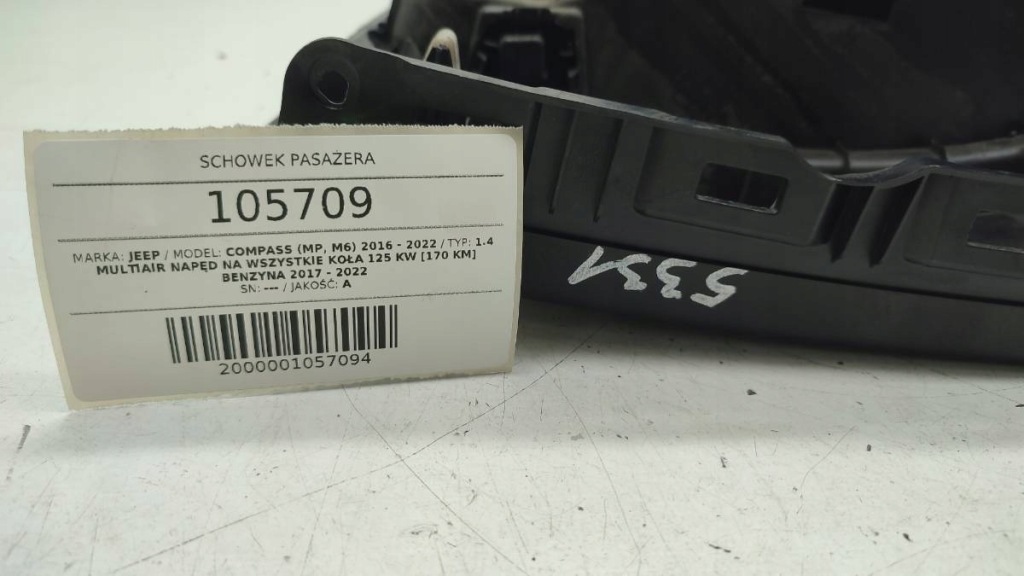 SCHOWEK PASAŻERA
105709
MARKA: JEEP / MODEL: COMPASS (MP, M6) 2016 - 2022 / TYP: 1.4
MULTIAIR NAPĘD NA WSZYSTKIE KOŁA 125 KW [170 KM]
BENZYNA 2017 - 2022
SN: --- / JAKOŚĆ: A
2000001057094
5331